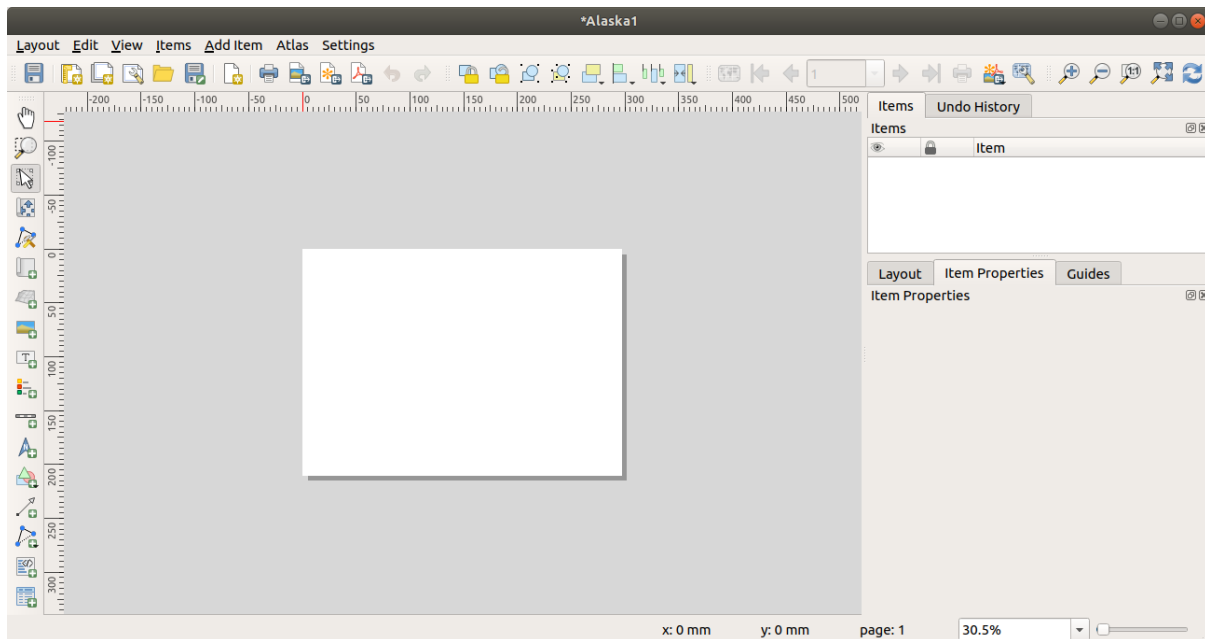 *Alaska1
Layout Edit View Items Add Item Atlas Settings
1
-200 -150 -100 -50 0 50 100 150 200 250 300 350 400 450 500
Items Undo History
Items
Item
-100
-50
0
50
100
150
200
250
300
Layout Item Properties Guides
Item Properties
x: 0 mm y: 0 mm page: 1 30.5%